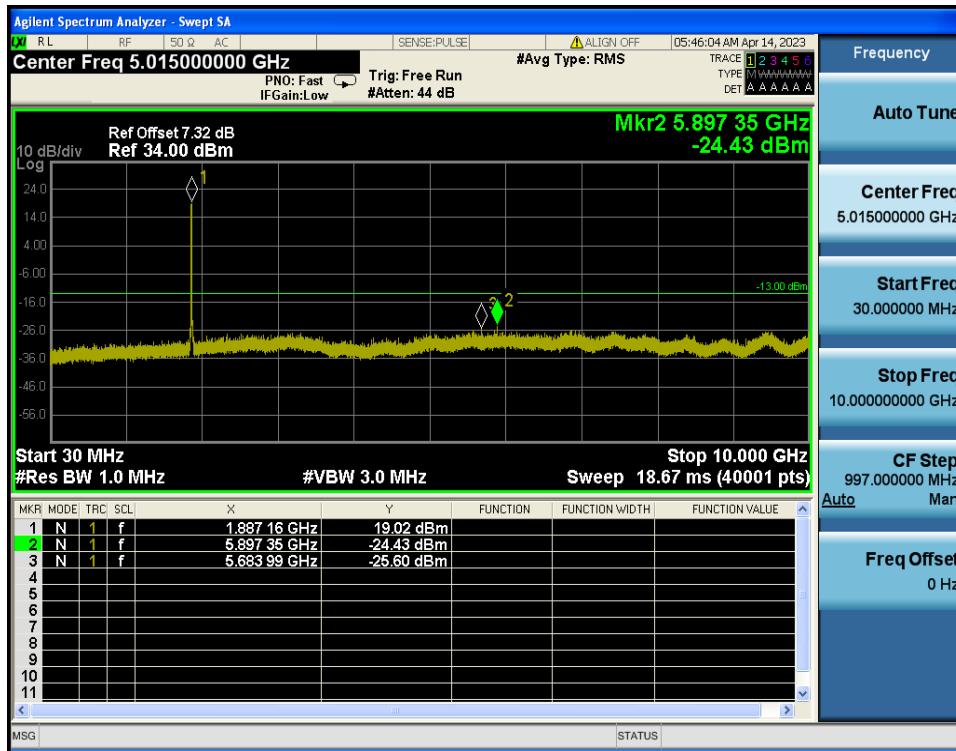 Agilent Spectrum Analyzer - Swept SA
LXI RL RF 50 Ω AC SENSE:PULSE ALIGN OFF 05:46:04 AM Apr 14, 2023
Center Freq 5.015000000 GHz #Avg Type: RMS TRACE 1 2 3 4 5 6
PNO: Fast Trig: Free Run TYPE M W W W W W
IFGain:Low #Atten: 44 dB DET A A A A A A
Ref Offset 7.32 dB Mkr2 5.897 35 GHz
10 dB/div Ref 34.00 dBm -24.43 dBm
Log
1
24.0
14.0
4.00
-6.00
-13.00 dBm
-16.0
3 2
-26.0
-36.0
-46.0
-56.0
Start 30 MHz Stop 10.000 GHz
#Res BW 1.0 MHz #VBW 3.0 MHz Sweep 18.67 ms (40001 pts)
MKR MODE TRC SCL X Y FUNCTION FUNCTION WIDTH FUNCTION VALUE
1 N 1 f 1.887 16 GHz 19.02 dBm
2 N 1 f 5.897 35 GHz -24.43 dBm
3 N 1 f 5.683 99 GHz -25.60 dBm
4
5
6
7
8
9
10
11
MSG STATUS
Frequency
Auto Tune
Center Freq
5.015000000 GHz
Start Freq
30.000000 MHz
Stop Freq
10.000000000 GHz
CF Step
997.000000 MHz
Auto Man
Freq Offset
0 Hz